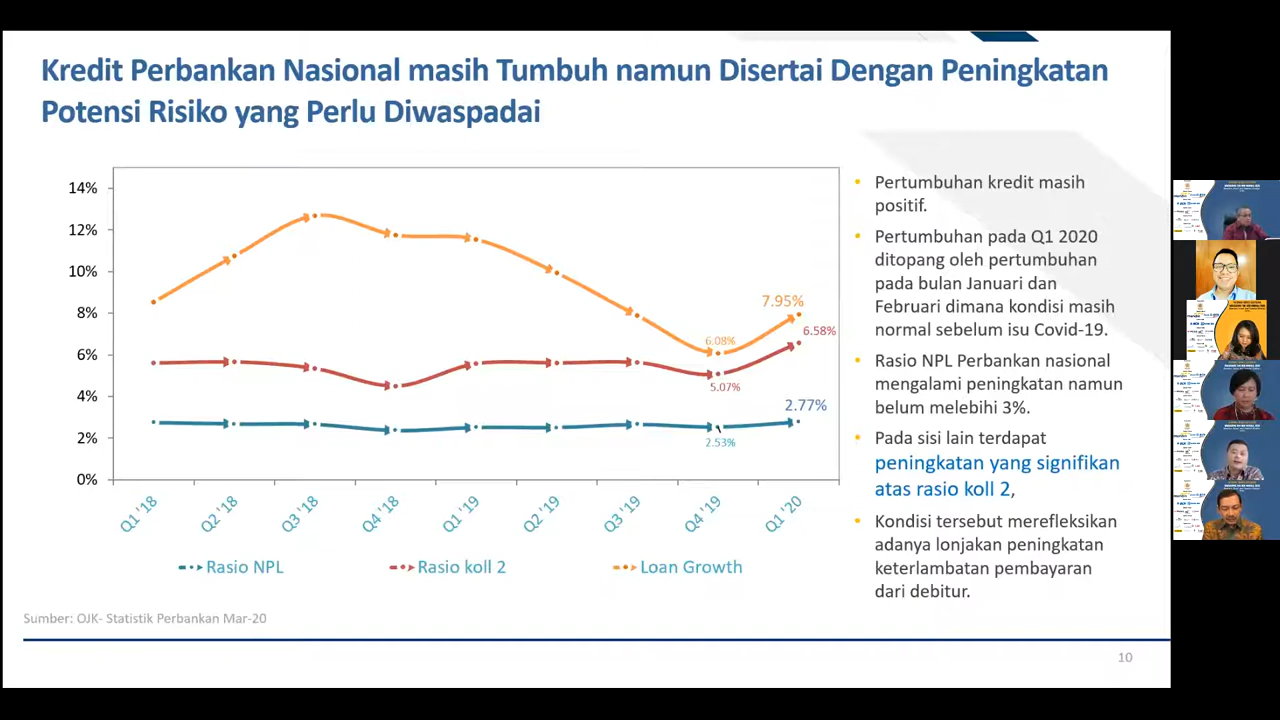 Kredit Perbankan Nasional masih Tumbuh namun Disertai Dengan Peningkatan
Potensi Risiko yang Perlu Diwaspadai
14%
12%
10%
8%
6%
4%
2%
0%
7.95%
6.08%
6.58%
5.07%
2.77%
2.53%
Q1 '18
Q2 '18
Q3 '18
Q4 '18
Q1 '19
Q2 '19
Q3 '19
Q4 '19
Q1 '20
Rasio NPL
Rasio koll 2
Loan Growth
• Pertumbuhan kredit masih
positif.
• Pertumbuhan pada Q1 2020
ditopang oleh pertumbuhan
pada bulan Januari dan
Februari dimana kondisi masih
normal sebelum isu Covid-19.
• Rasio NPL Perbankan nasional
mengalami peningkatan namun
belum melebihi 3%.
• Pada sisi lain terdapat
peningkatan yang signifikan
atas rasio koll 2,
• Kondisi tersebut merefleksikan
adanya lonjakan peningkatan
keterlambatan pembayaran
dari debitur.
Sumber: OJK- Statistik Perbankan Mar-20
10